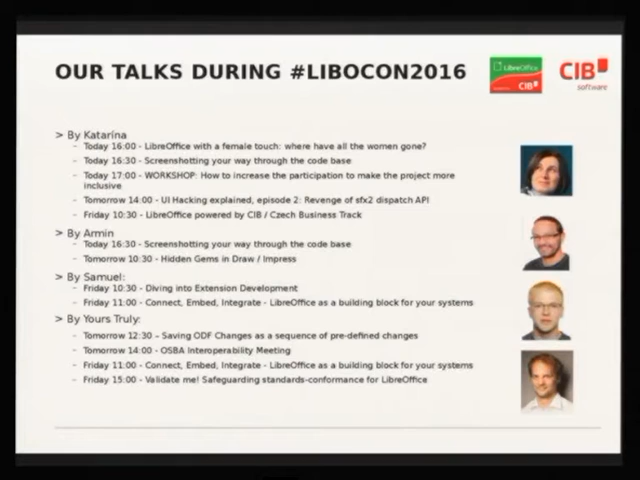 OUR TALKS DURING #LIBOCON2016
LibreOffice
CIB
CIB
software
> By Katarína
- Today 16:00 - LibreOffice with a female touch: where have all the women gone?
- Today 16:30 - Screenshotting your way through the code base
- Today 17:00 - WORKSHOP: How to increase the participation to make the project more
inclusive
- Tomorrow 14:00 - UI Hacking explained, episode 2: Revenge of sfx2 dispatch API
- Friday 10:30 - LibreOffice powered by CIB / Czech Business Track
> By Armin
- Today 16:30 - Screenshotting your way through the code base
- Tomorrow 10:30 - Hidden Gems in Draw / Impress
> By Samuel:
- Friday 10:30 - Diving into Extension Development
- Friday 11:00 - Connect, Embed, Integrate - LibreOffice as a building block for your systems
> By Yours Truly:
- Tomorrow 12:30 – Saving ODF Changes as a sequence of pre-defined changes
- Tomorrow 14:00 - OSBA Interoperability Meeting
- Friday 11:00 - Connect, Embed, Integrate - LibreOffice as a building block for your systems
- Friday 15:00 - Validate me! Safeguarding standards-conformance for LibreOffice